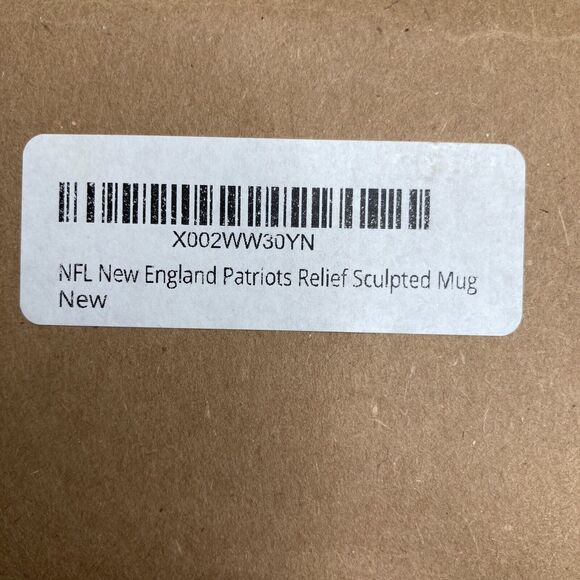 X002WW30YN
NFL New England Patriots Relief Sculpted Mug
New